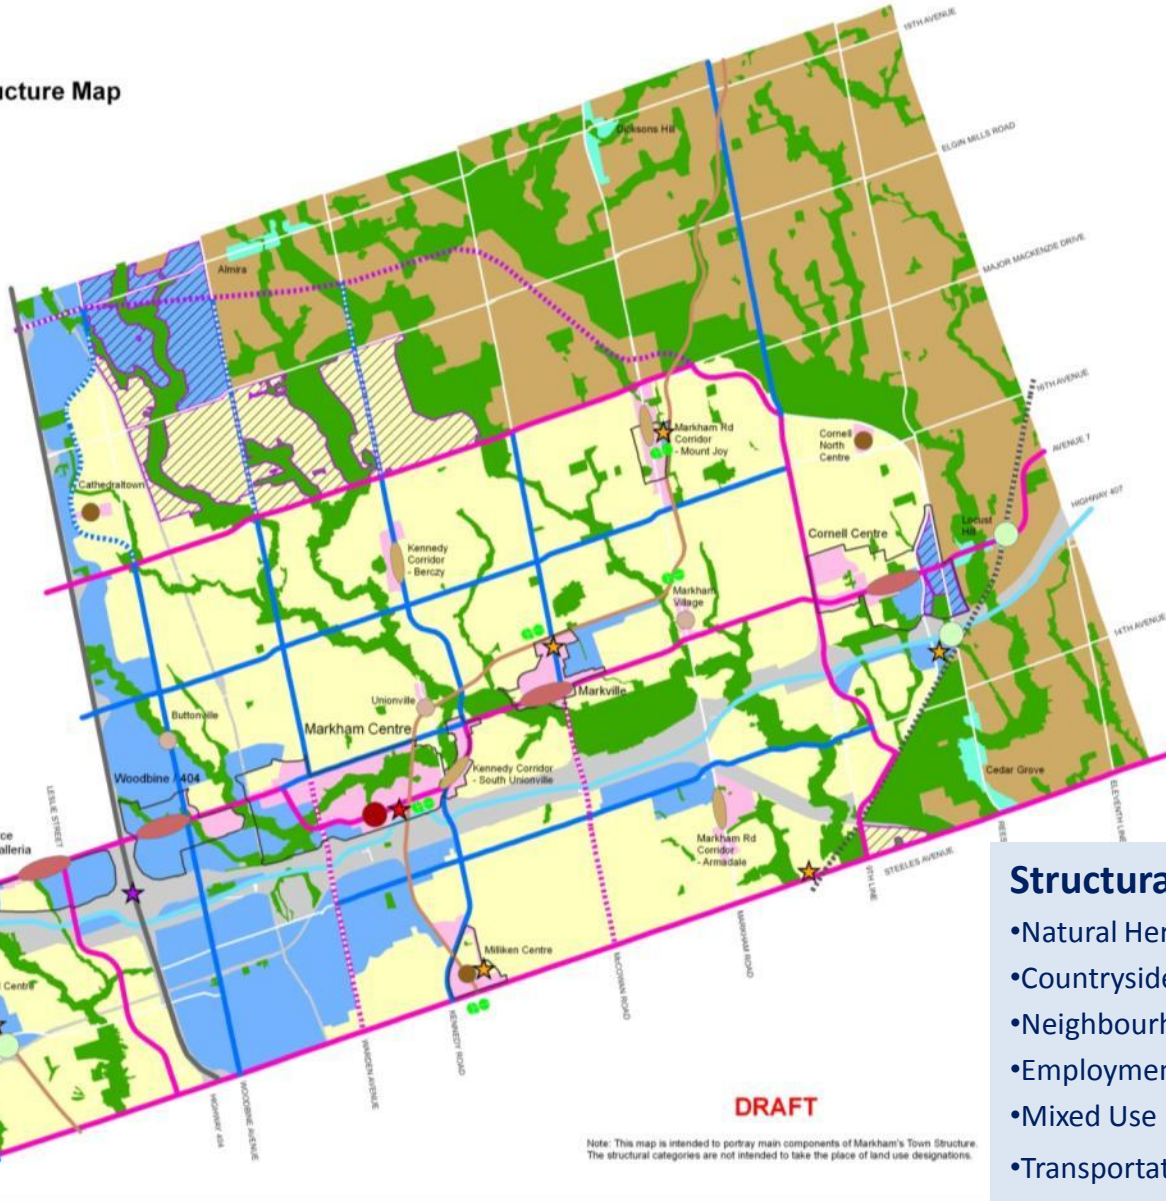 ucture Map
19TH AVENUE
Dicksons Hill
ELGIN MILLS ROAD
Almira
MAJOR MACKENZIE DRIVE
16TH AVENUE
Markham Rd
Corridor
- Mount Joy
Cornell
North
Centre
AVENUE 7
Cathedraltown
HIGHWAY 407
Locust
Hill
Cornell Centre
Kennedy
Corridor
- Berczy
Markham
Village
14TH AVENUE
Markville
Unionville
Buttonville
Markham Centre
Kennedy Corridor
- South Unionville
Woodbine / 404
Cedar Grove
LESLIE STREET
ce
alleria
ELEVENTH LINE
Markham Rd
Corridor
- Armadale
REES
STEELES AVENUE
9TH LINE
Milliken Centre
MARKHAM ROAD
McCOWAN ROAD
l Centre
KENNEDY ROAD
WARDEN AVENUE
WOODBINE AVENUE
HIGHWAY 404
DRAFT
Note: This map is intended to portray main components of Markham's Town Structure.
The structural categories are not intended to take the place of land use designations.
Structura
•Natural Her
•Countryside
•Neighbourh
•Employmen
•Mixed Use
•Transportat